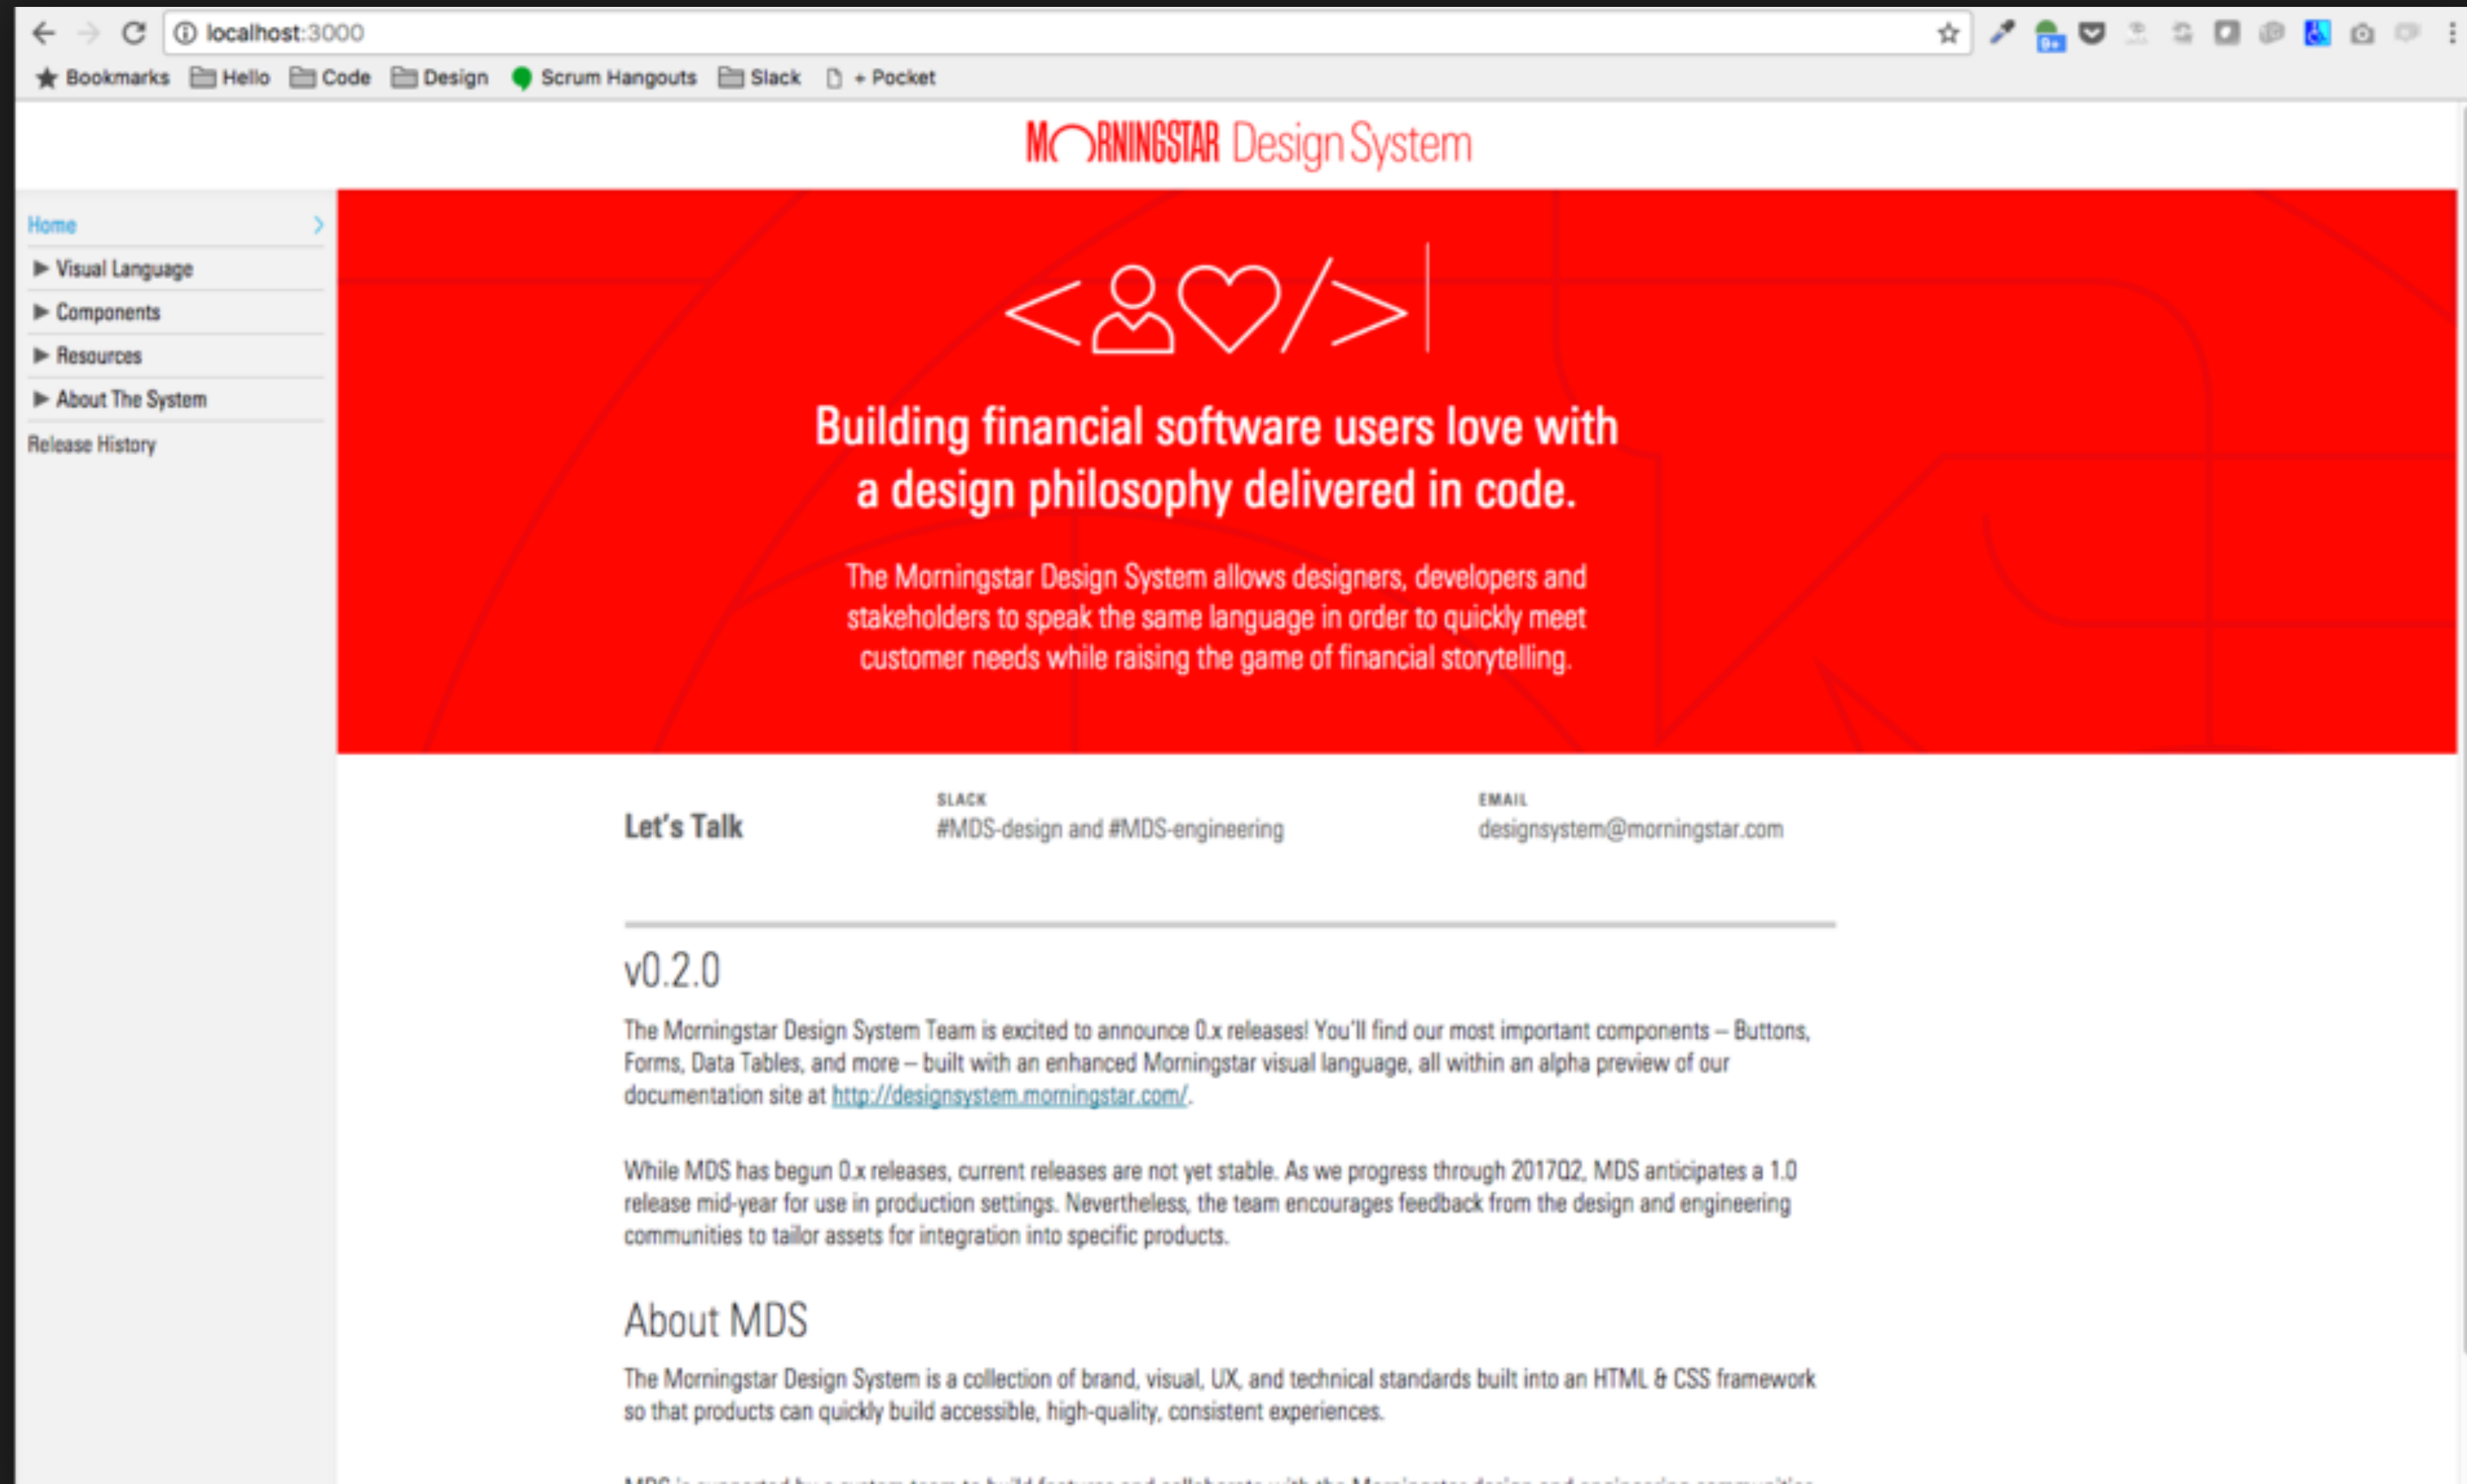 localhost:3000
Bookmarks Hello Code Design Scrum Hangouts Slack + Pocket
MORNINGSTAR Design System
Home
Visual Language
Components
Resources
About The System
Release History
Building financial software users love with
a design philosophy delivered in code.
The Morningstar Design System allows designers, developers and
stakeholders to speak the same language in order to quickly meet
customer needs while raising the game of financial storytelling.
Let's Talk
SLACK
#MDS-design and #MDS-engineering
EMAIL
designsystem@morningstar.com
v0.2.0
The Morningstar Design System Team is excited to announce 0.x releases! You'll find our most important components – Buttons,
Forms, Data Tables, and more – built with an enhanced Morningstar visual language, all within an alpha preview of our
documentation site at http://designsystem.morningstar.com/.
While MDS has begun 0.x releases, current releases are not yet stable. As we progress through 2017Q2, MDS anticipates a 1.0
release mid-year for use in production settings. Nevertheless, the team encourages feedback from the design and engineering
communities to tailor assets for integration into specific products.
About MDS
The Morningstar Design System is a collection of brand, visual, UX, and technical standards built into an HTML & CSS framework
so that products can quickly build accessible, high-quality, consistent experiences.